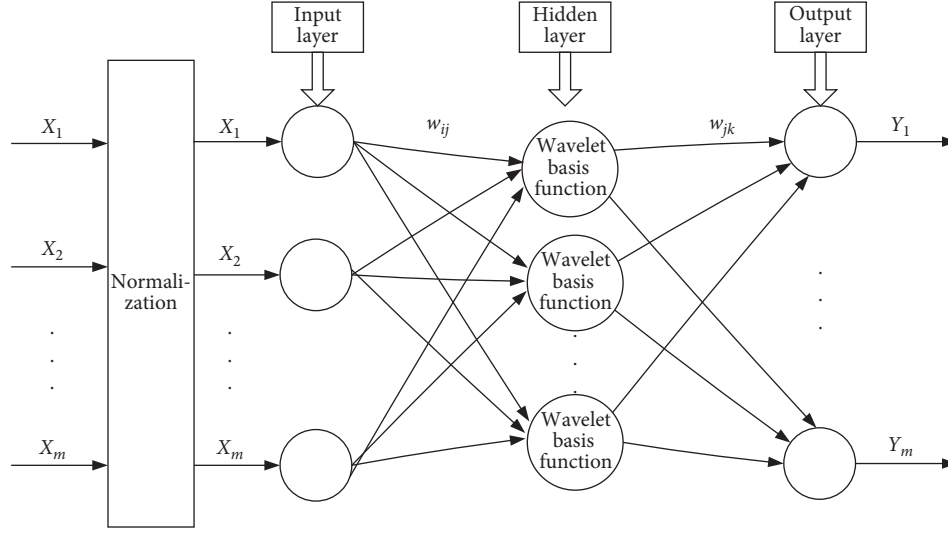 Input
layer
Hidden
layer
Output
layer
X1
X1
wij
wjk
Y1
Wavelet
basis
function
X2
X2
Normali-
zation
Wavelet
basis
function
.
.
.
.
.
.
.
.
.
.
.
Wavelet
basis
function
Xm
Xm
Ym